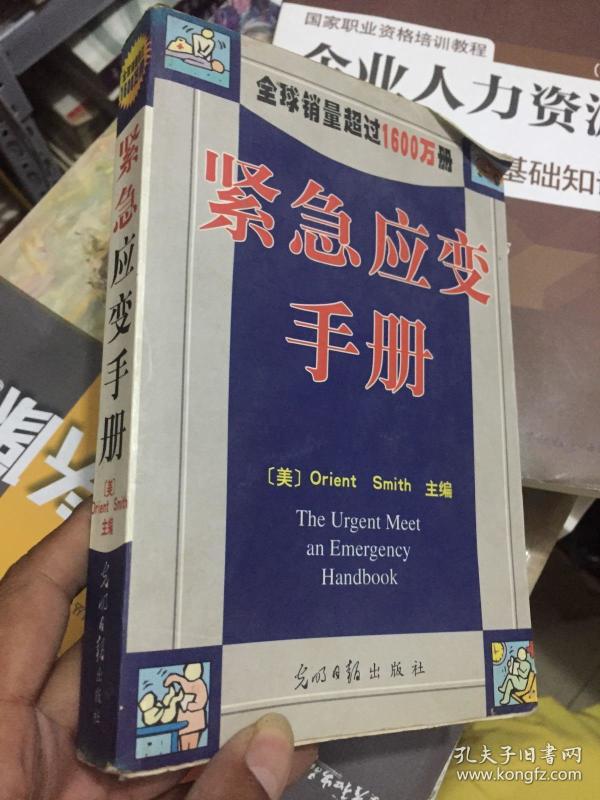 全球销量超过1600万册
紧急应变
手册
〔美〕Orient Smith 主编
The Urgent Meet
an Emergency
Handbook
光明日报出版社
紧急应变手册
〔美〕
Orient Smith
主编
光明日报出版社
国家职业资格培训教程
企业人力资源
基础知识
孔夫子旧书网
www.kongfz.com